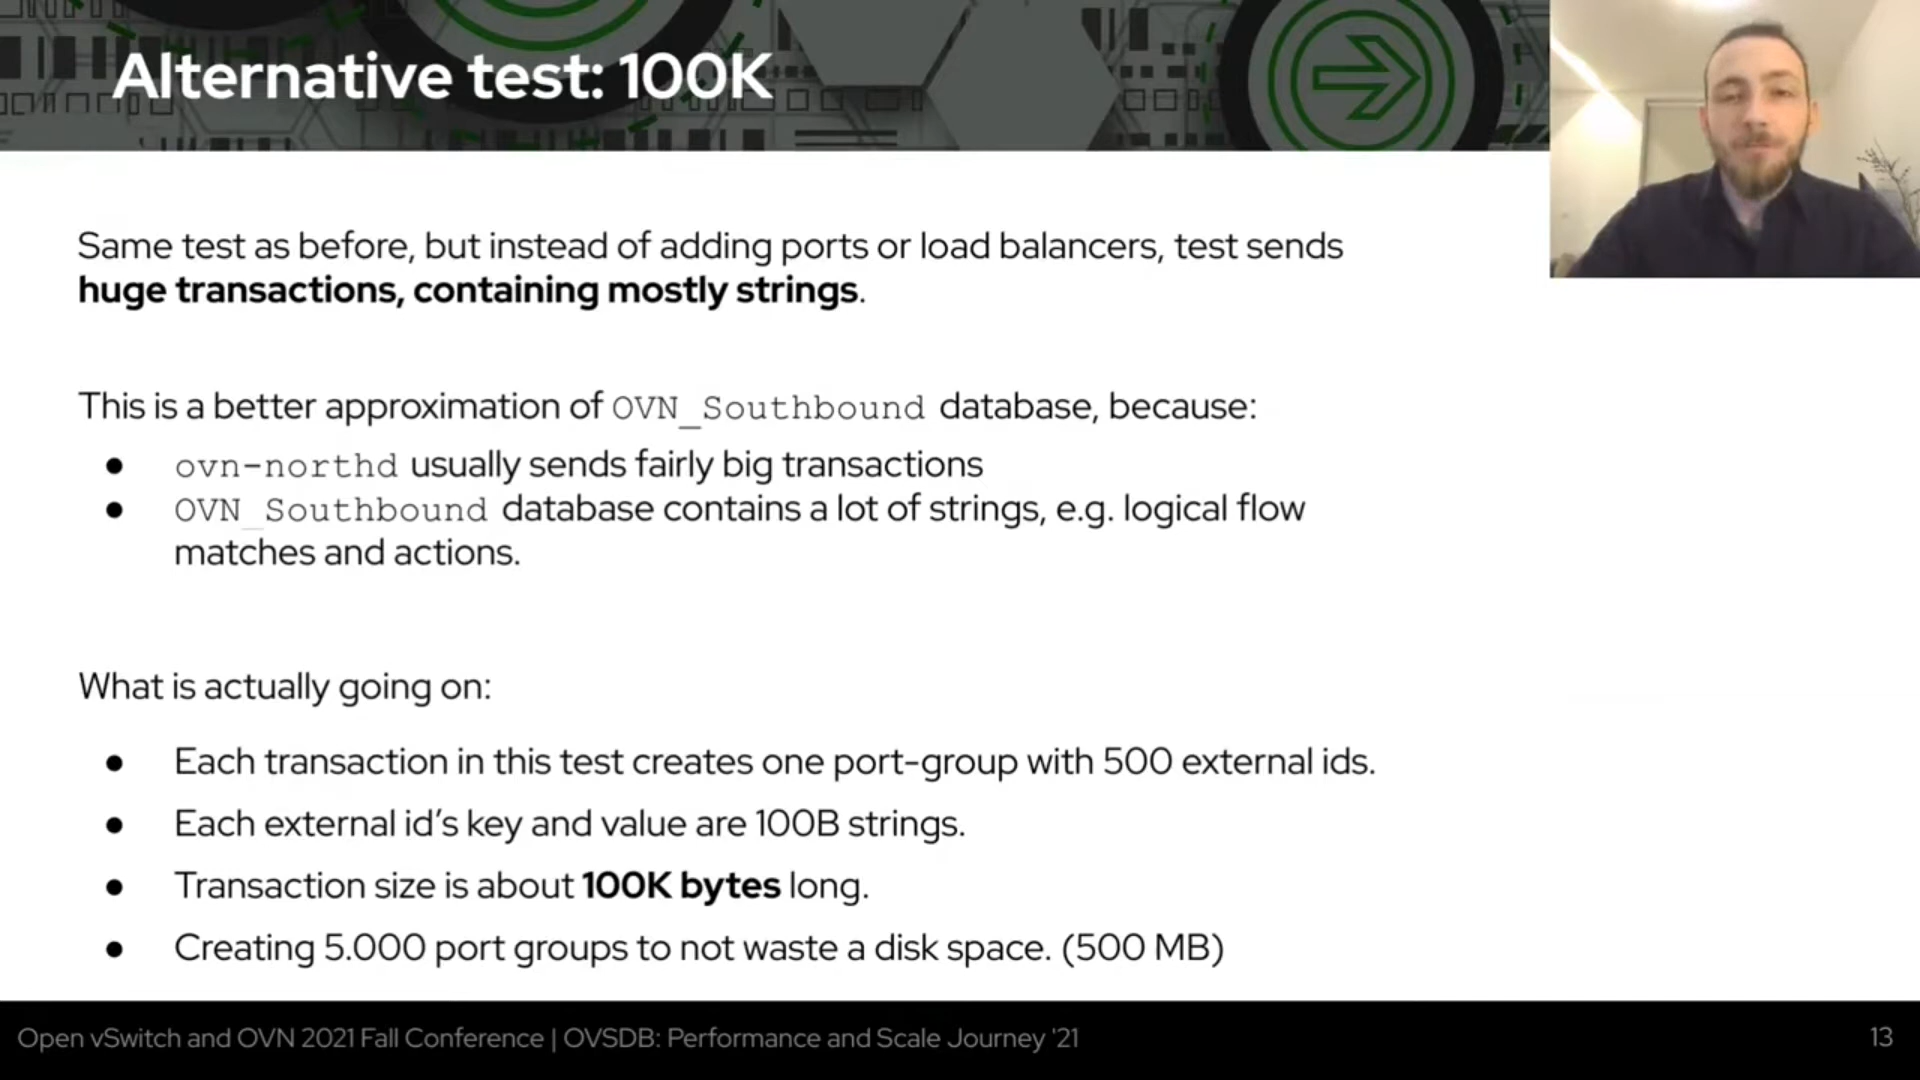 Alternative test: 100K
Same test as before, but instead of adding ports or load balancers, test sends
huge transactions, containing mostly strings.
This is a better approximation of OVN_Southbound database, because:
● ovn-northd usually sends fairly big transactions
● OVN_Southbound database contains a lot of strings, e.g. logical flow
matches and actions.
What is actually going on:
● Each transaction in this test creates one port-group with 500 external ids.
● Each external id’s key and value are 100B strings.
● Transaction size is about 100K bytes long.
● Creating 5.000 port groups to not waste a disk space. (500 MB)
Open vSwitch and OVN 2021 Fall Conference | OVSDB: Performance and Scale Journey '21
13